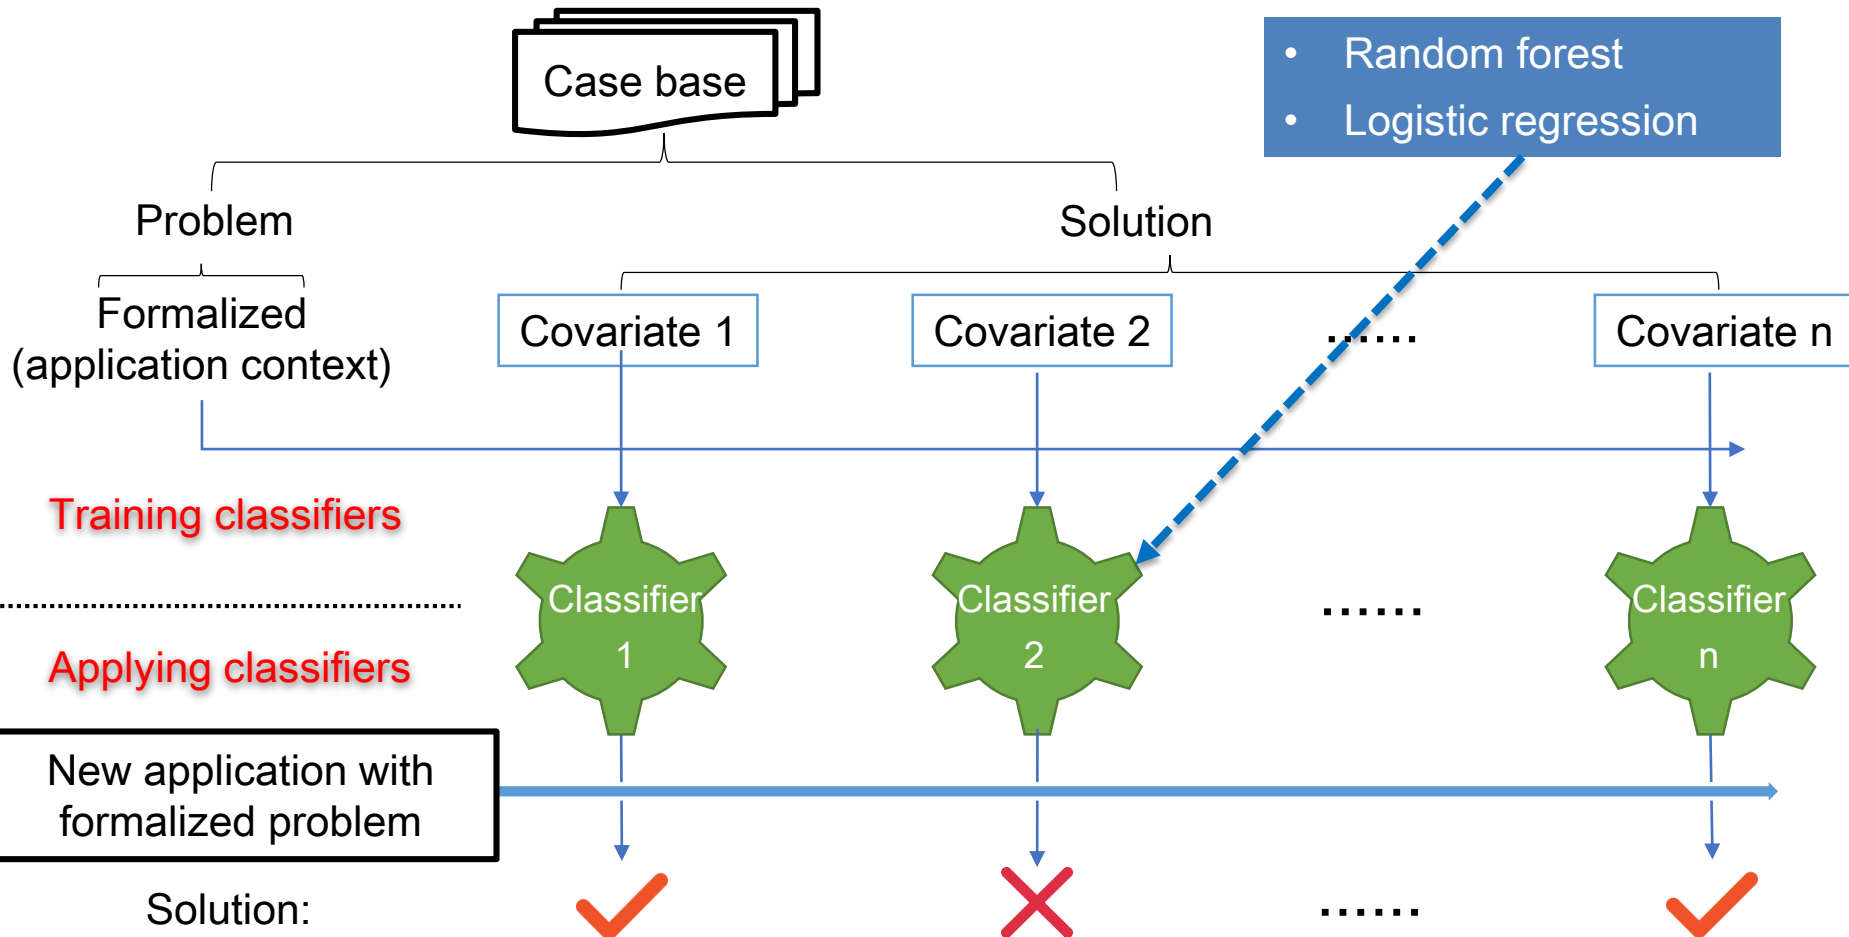 Case base
• Random forest
• Logistic regression
Problem
Solution
Formalized
(application context)
Covariate 1
Covariate 2
......
Covariate n
Training classifiers
Classifier
1
Classifier
2
......
Classifier
n
Applying classifiers
New application with
formalized problem
Solution:
......